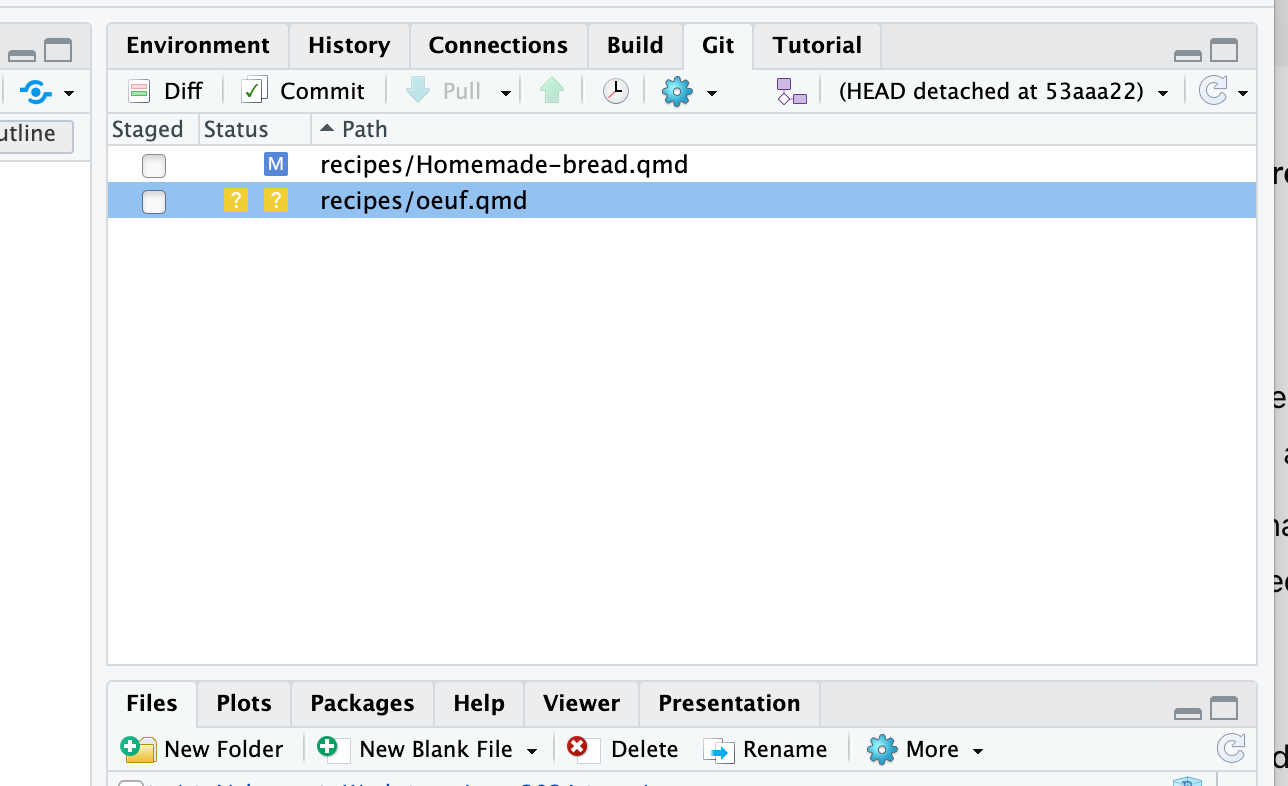 Environment History Connections Build Git Tutorial
Diff Commit Pull (HEAD detached at 53aaa22)
utline
Staged Status Path
M recipes/Homemade-bread.qmd
? ? recipes/oeuf.qmd
Files Plots Packages Help Viewer Presentation
New Folder New Blank File Delete Rename More